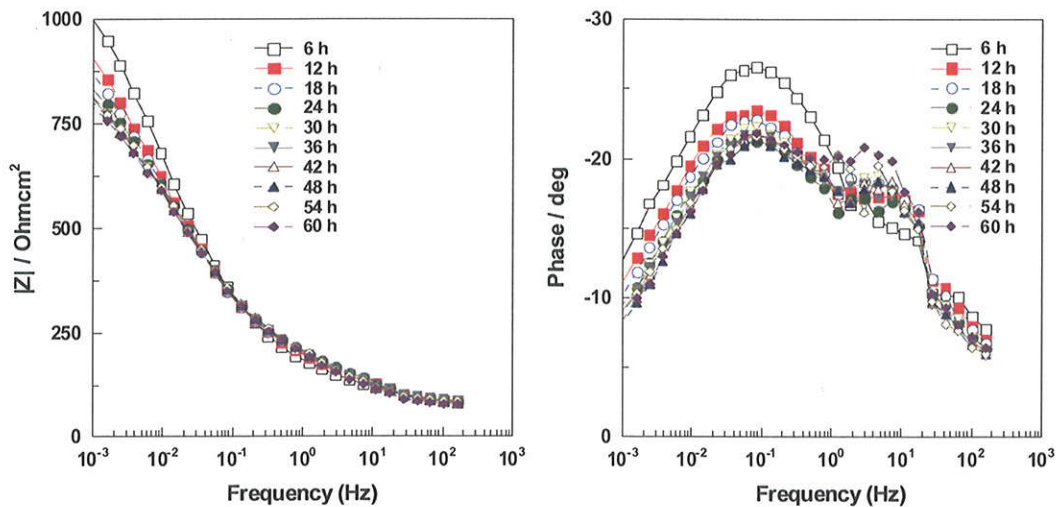 1000
750
500
250
0
|Z| / Ohmcm²
10⁻³
10⁻²
10⁻¹
10⁰
10¹
10²
10³
Frequency (Hz)
6 h
12 h
18 h
24 h
30 h
36 h
42 h
48 h
54 h
60 h
-30
-20
-10
-0
Phase / deg
10⁻³
10⁻²
10⁻¹
10⁰
10¹
10²
10³
Frequency (Hz)
6 h
12 h
18 h
24 h
30 h
36 h
42 h
48 h
54 h
60 h